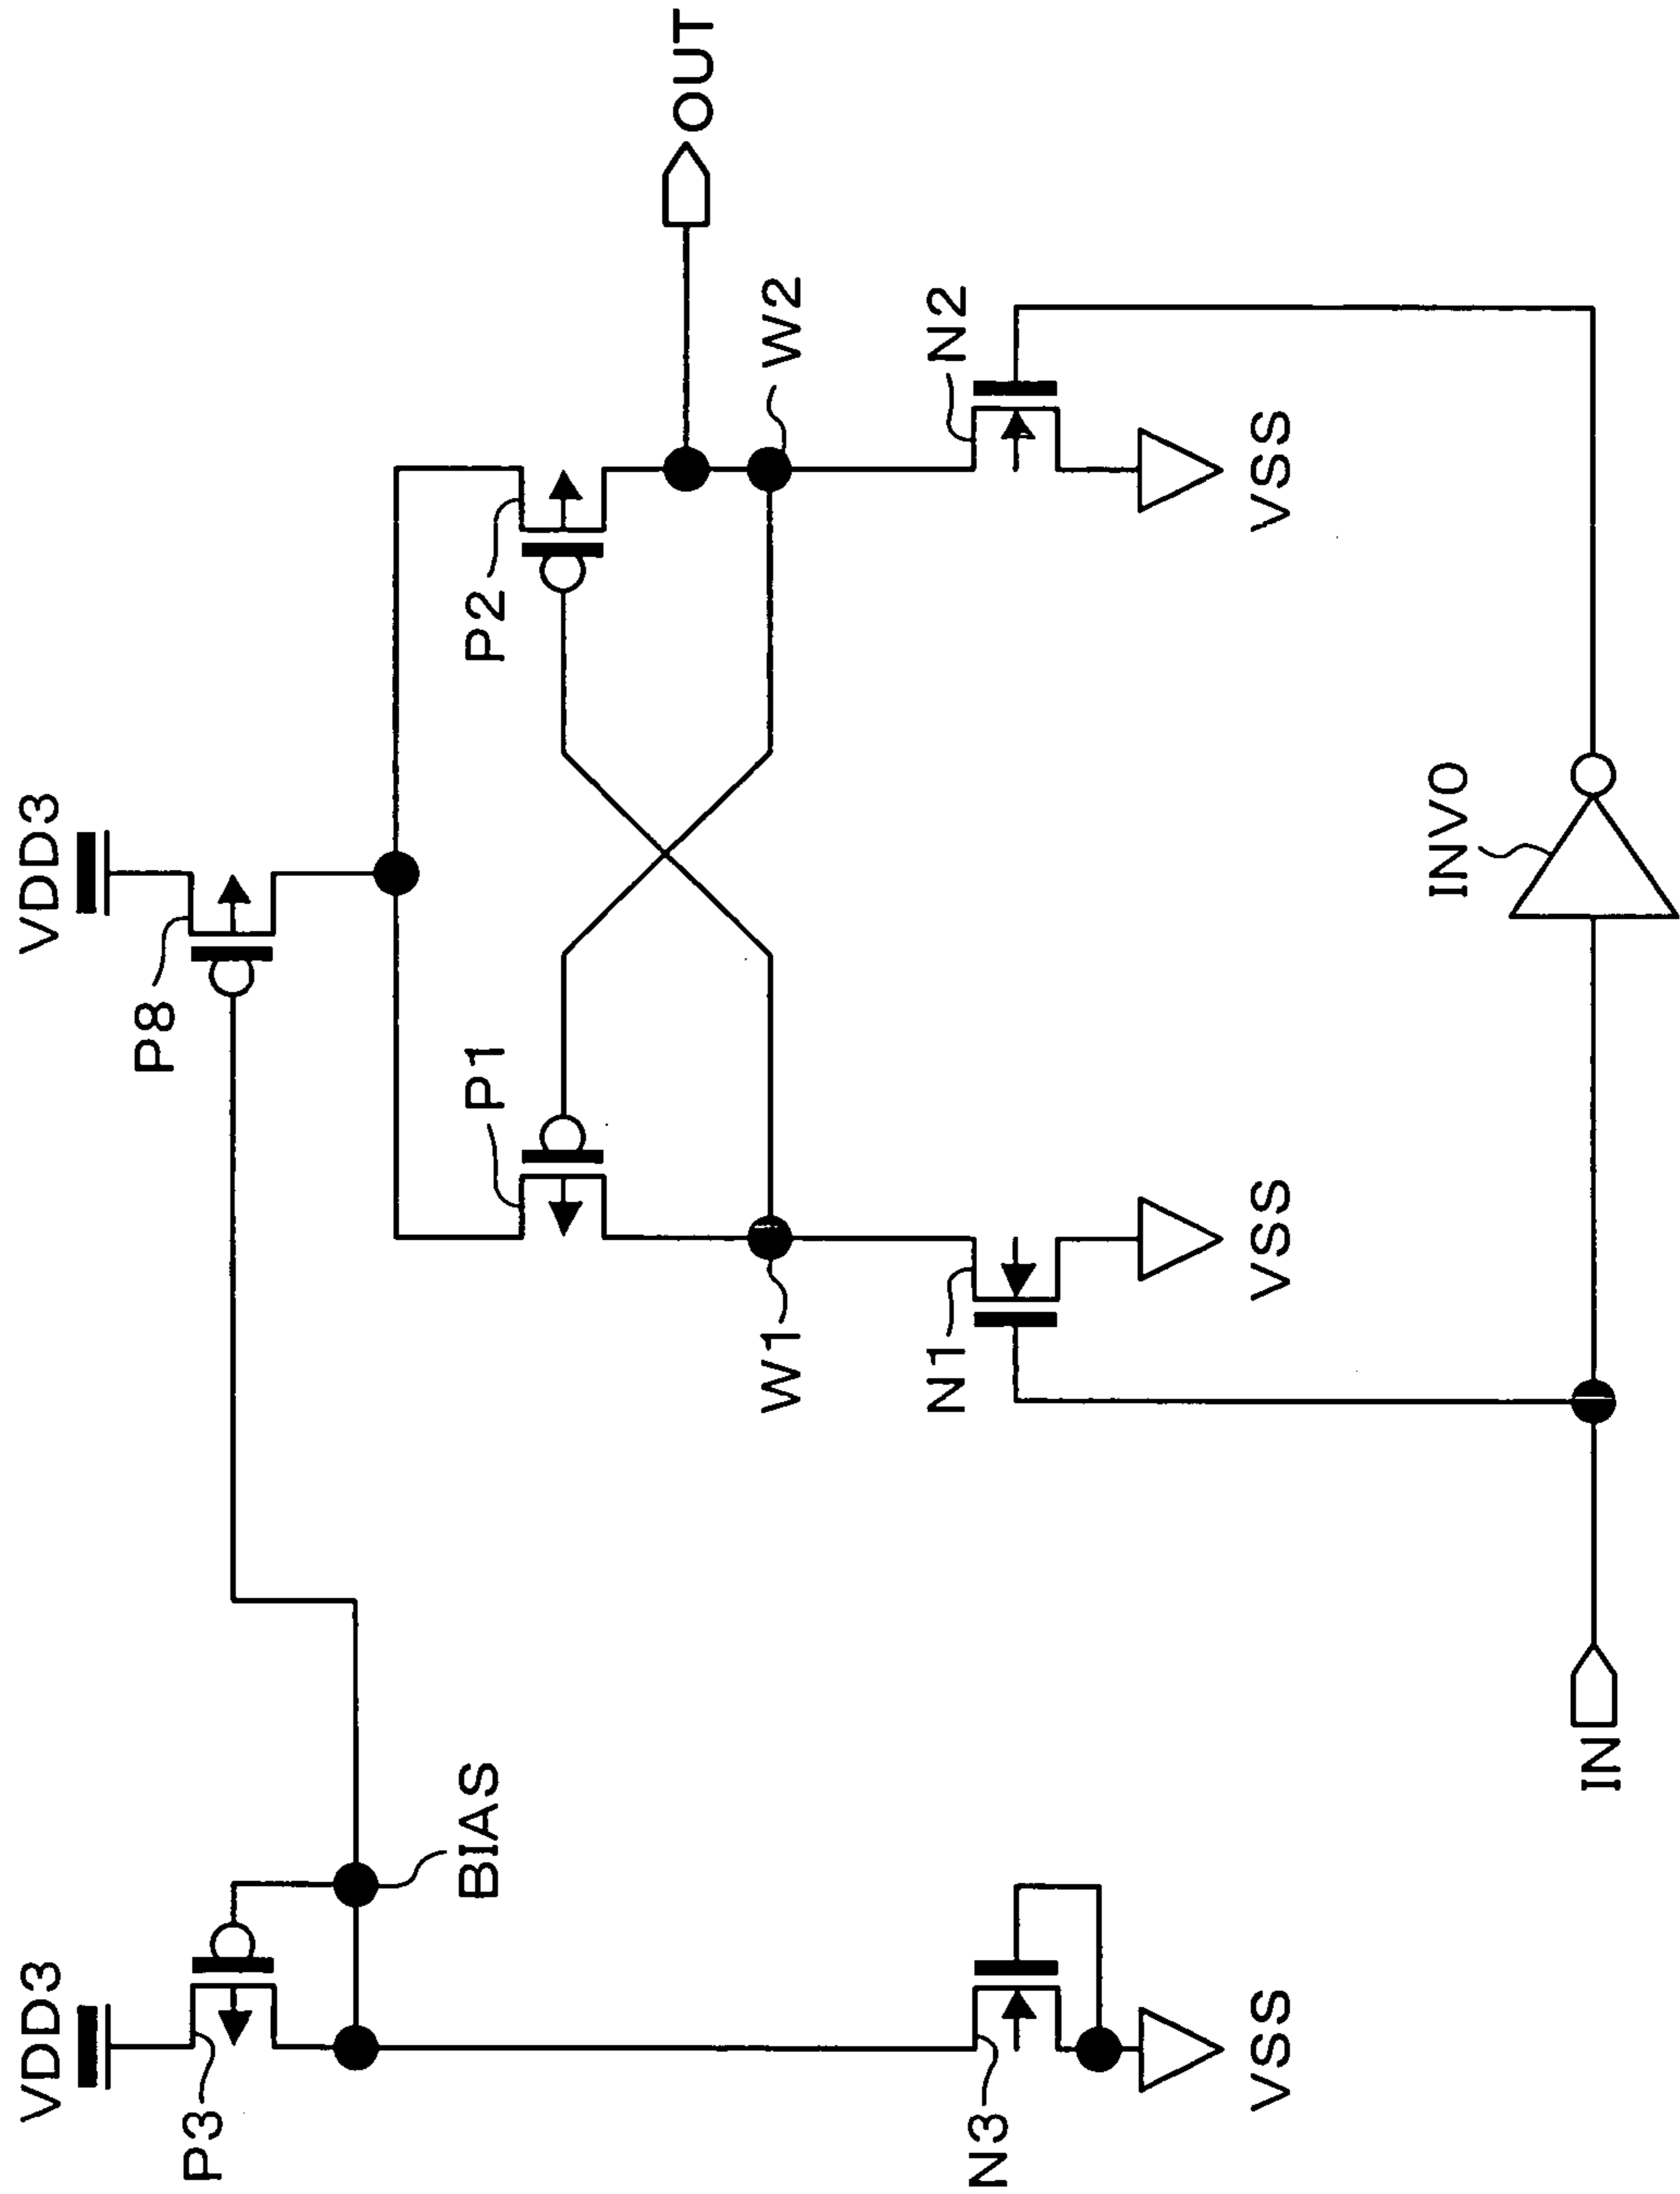 VDD3
P3
BIAS
N3
VSS
VDD3
P8
P1
P2
OUT
W1
W2
N1
N2
VSS
VSS
IN
INV0